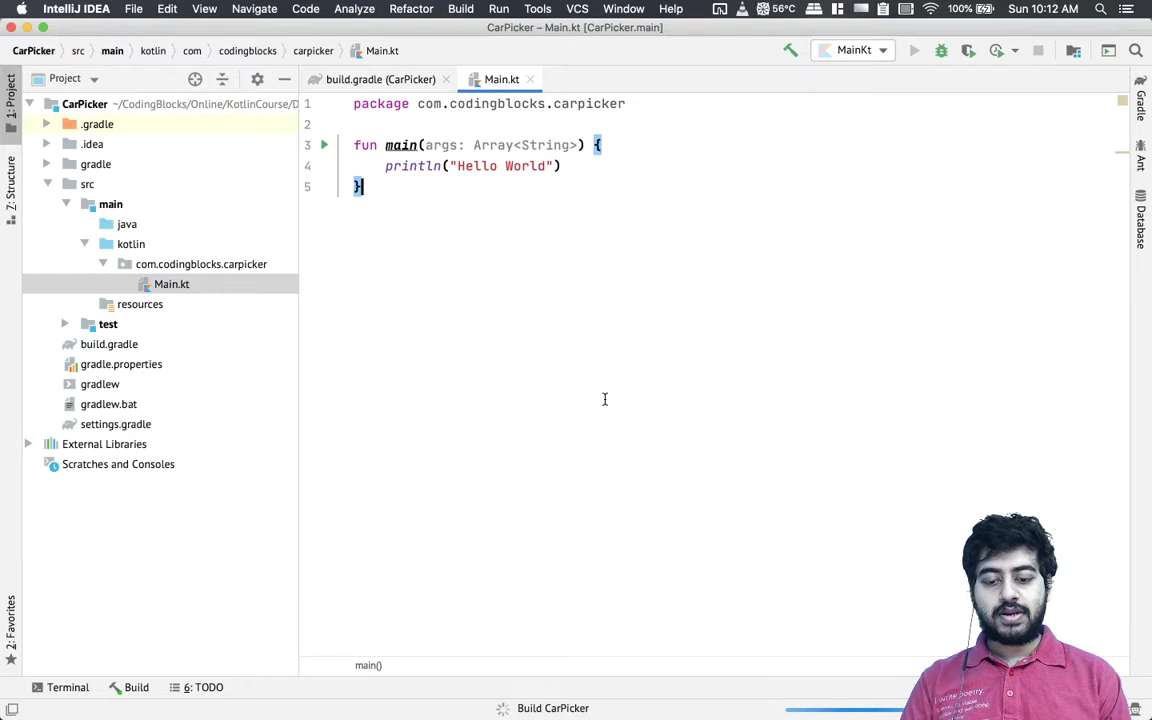 IntelliJ IDEA File Edit View Navigate Code Analyze Refactor Build Run Tools VCS Window Help 56°C 100% Sun 10:12 AM
CarPicker – Main.kt [CarPicker.main]
CarPicker src main kotlin com codingblocks carpicker Main.kt MainKt
Project
build.gradle (CarPicker) Main.kt
1: Project
Z: Structure
2: Favorites
CarPicker ~/CodingBlocks/Online/KotlinCourse/D
.gradle
.idea
gradle
src
main
java
kotlin
com.codingblocks.carpicker
Main.kt
resources
test
build.gradle
gradle.properties
gradlew
gradlew.bat
settings.gradle
External Libraries
Scratches and Consoles
1 package com.codingblocks.carpicker
2
3 fun main(args: Array<String>) {
4 println("Hello World")
5 }
main()
Gradle
Ant
Database
I write poetry.
Terminal Build 6: TODO
Build CarPicker